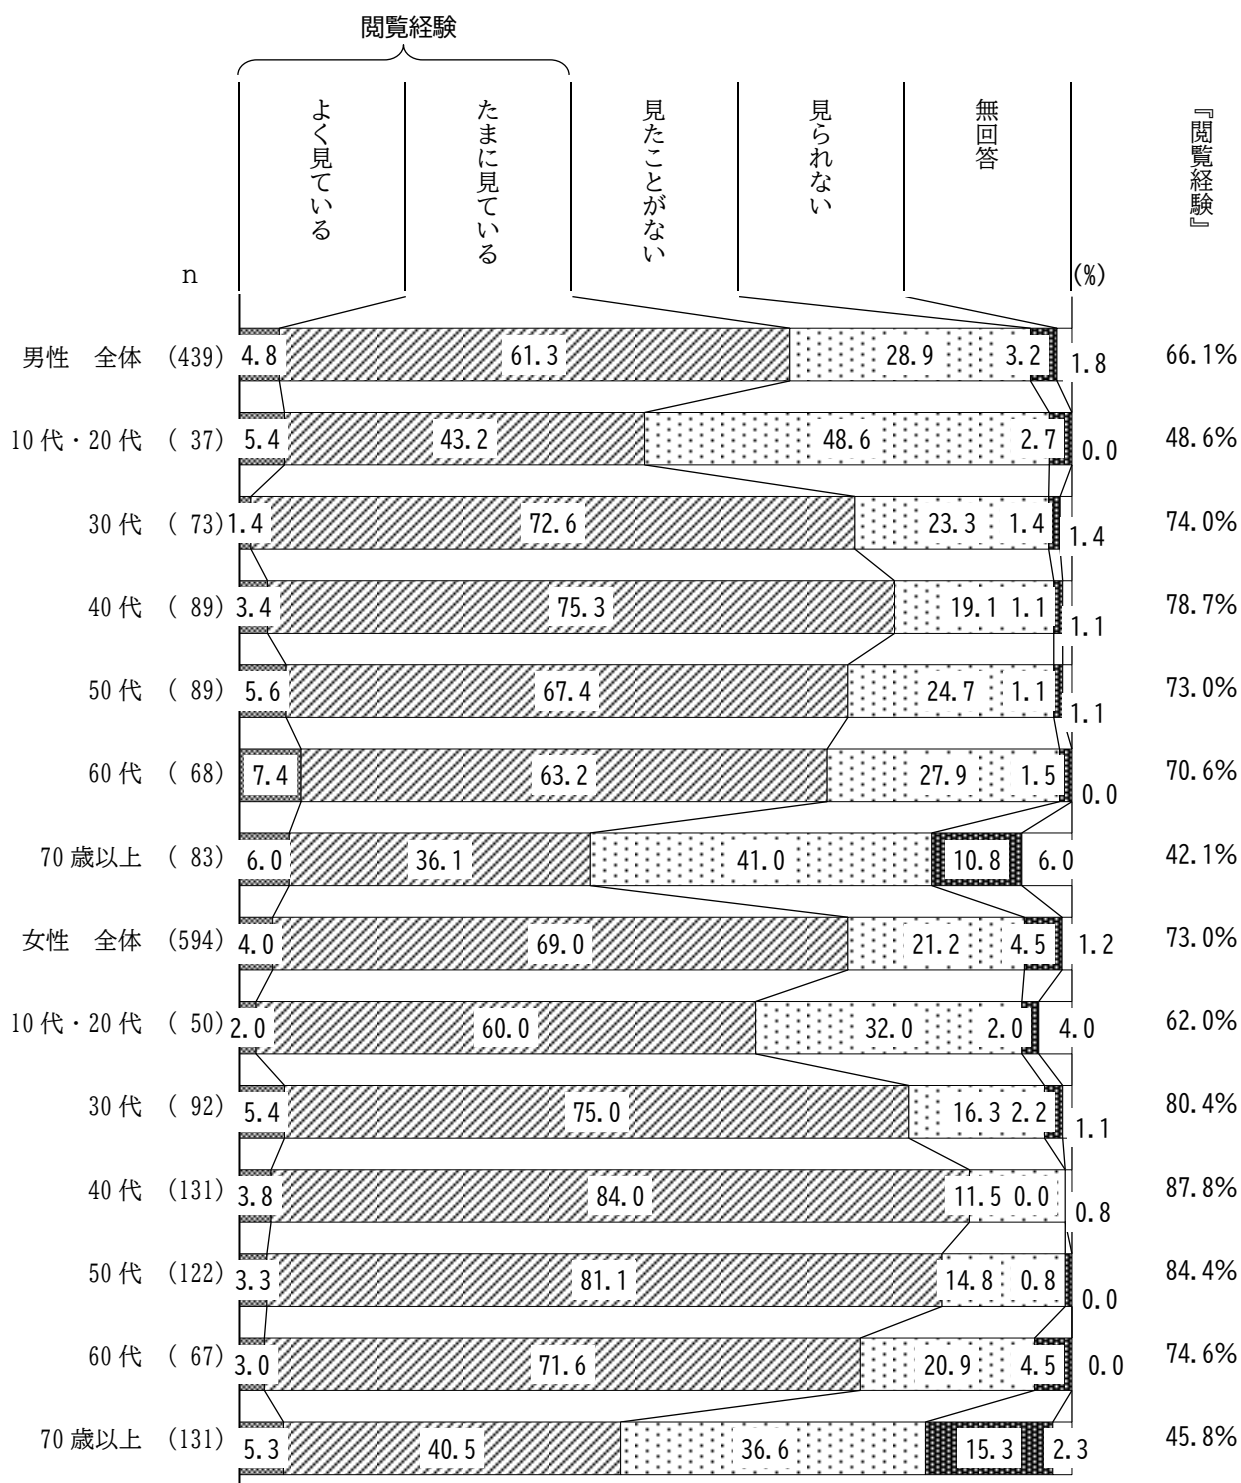 閲覧経験
よく見ている
たまに見ている
見たことがない
見られない
無回答
『閲覧経験』
n
(%)
男性 全体 (439) 4.8 61.3 28.9 3.2 1.8 66.1%
10代・20代 ( 37) 5.4 43.2 48.6 2.7 0.0 48.6%
30代 ( 73) 1.4 72.6 23.3 1.4 1.4 74.0%
40代 ( 89) 3.4 75.3 19.1 1.1 1.1 78.7%
50代 ( 89) 5.6 67.4 24.7 1.1 1.1 73.0%
60代 ( 68) 7.4 63.2 27.9 1.5 0.0 70.6%
70歳以上 ( 83) 6.0 36.1 41.0 10.8 6.0 42.1%
女性 全体 (594) 4.0 69.0 21.2 4.5 1.2 73.0%
10代・20代 ( 50) 2.0 60.0 32.0 2.0 4.0 62.0%
30代 ( 92) 5.4 75.0 16.3 2.2 1.1 80.4%
40代 (131) 3.8 84.0 11.5 0.0 0.8 87.8%
50代 (122) 3.3 81.1 14.8 0.8 0.0 84.4%
60代 ( 67) 3.0 71.6 20.9 4.5 0.0 74.6%
70歳以上 (131) 5.3 40.5 36.6 15.3 2.3 45.8%